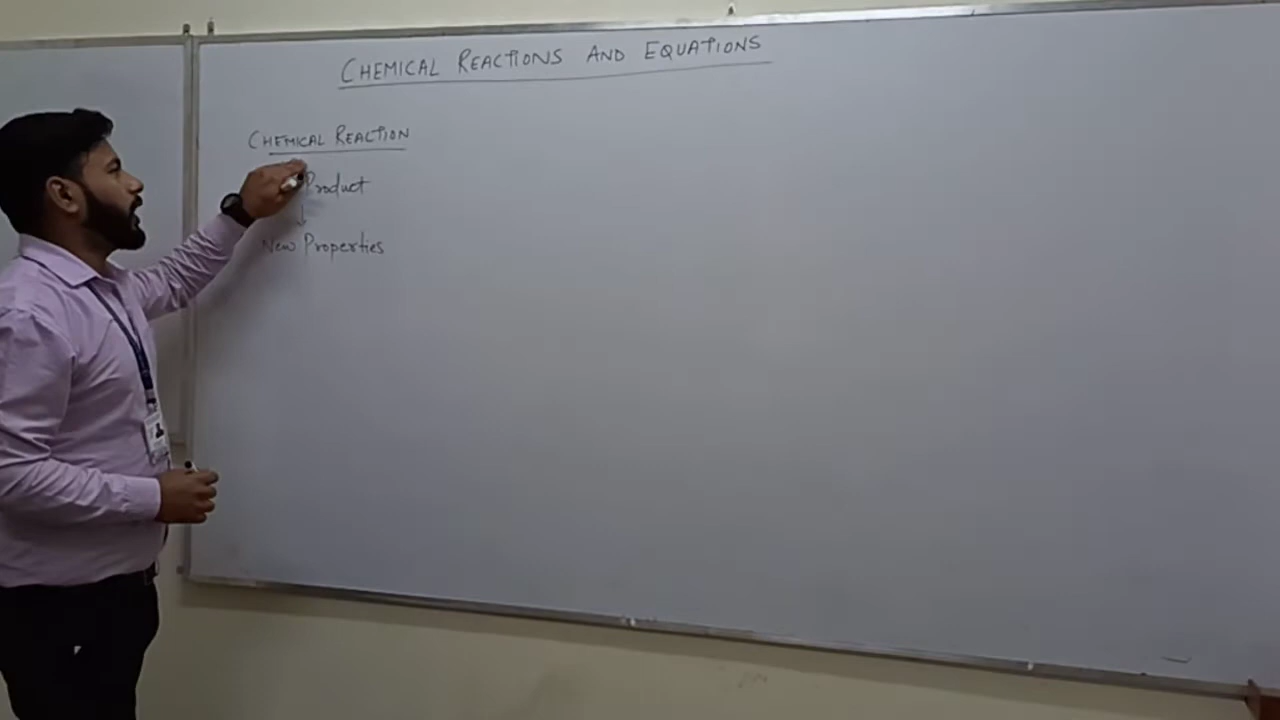 CHEMICAL REACTIONS AND EQUATIONS
CHEMICAL REACTION
Product
↓
New Properties